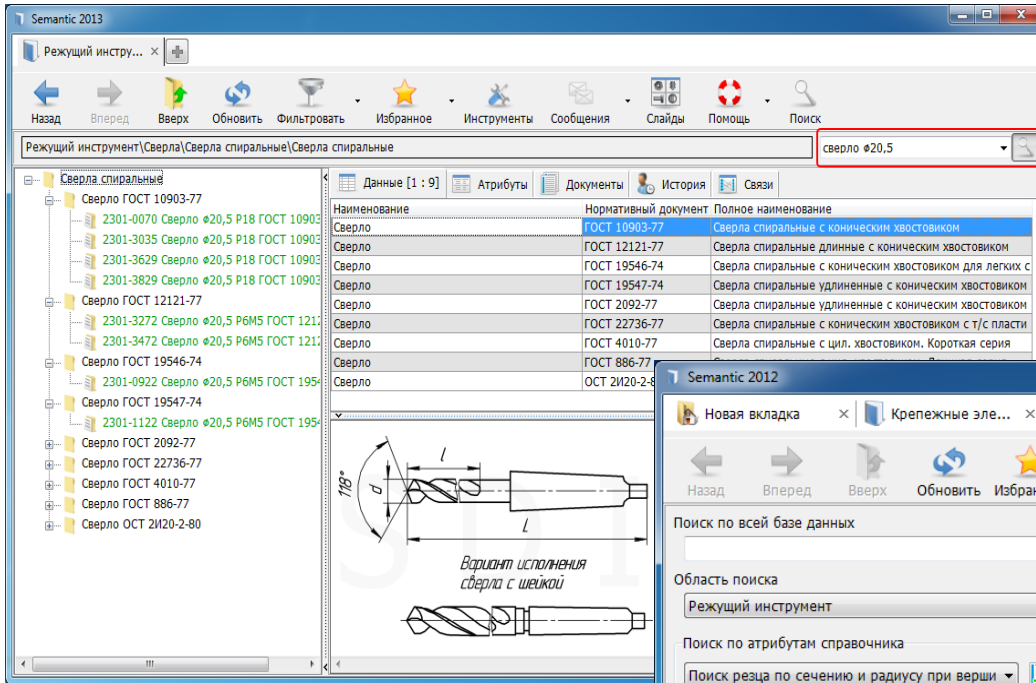 Semantic 2013
Режущий инстру... ×
Назад Вперед Вверх Обновить Фильтровать Избранное Инструменты Сообщения Слайды Помощь Поиск
Режущий инструмент\Сверла\Сверла спиральные\Сверла спиральные
сверло ø20,5
Сверла спиральные
Сверло ГОСТ 10903-77
2301-0070 Сверло ø20,5 Р18 ГОСТ 10903
2301-3035 Сверло ø20,5 Р18 ГОСТ 10903
2301-3629 Сверло ø20,5 Р18 ГОСТ 10903
2301-3829 Сверло ø20,5 Р18 ГОСТ 10903
Сверло ГОСТ 12121-77
2301-3272 Сверло ø20,5 Р6М5 ГОСТ 1212
2301-3472 Сверло ø20,5 Р6М5 ГОСТ 1212
Сверло ГОСТ 19546-74
2301-0922 Сверло ø20,5 Р6М5 ГОСТ 1954
Сверло ГОСТ 19547-74
2301-1122 Сверло ø20,5 Р6М5 ГОСТ 1954
Сверло ГОСТ 2092-77
Сверло ГОСТ 22736-77
Сверло ГОСТ 4010-77
Сверло ГОСТ 886-77
Сверло ОСТ 2И20-2-80
Данные [1 : 9] Атрибуты Документы История Связи
Наименование Нормативный документ Полное наименование
Сверло ГОСТ 10903-77 Сверла спиральные с коническим хвостовиком
Сверло ГОСТ 12121-77 Сверла спиральные длинные с коническим хвостовиком
Сверло ГОСТ 19546-74 Сверла спиральные с коническим хвостовиком для легких с
Сверло ГОСТ 19547-74 Сверла спиральные удлиненные с коническим хвостовиком
Сверло ГОСТ 2092-77 Сверла спиральные удлиненные с коническим хвостовиком
Сверло ГОСТ 22736-77 Сверла спиральные с коническим хвостовиком с т/с пласти
Сверло ГОСТ 4010-77 Сверла спиральные с цил. хвостовиком. Короткая серия
Сверло ГОСТ 886-77
Сверло ОСТ 2И20-2-8
118°
d
l
L
Вариант исполнения
сверла с шейкой
Semantic 2012
Новая вкладка × Крепежные эле... ×
Назад Вперед Вверх Обновить Избран
Поиск по всей базе данных
Область поиска
Режущий инструмент
Поиск по атрибутам справочника
Поиск резца по сечению и радиусу при верши